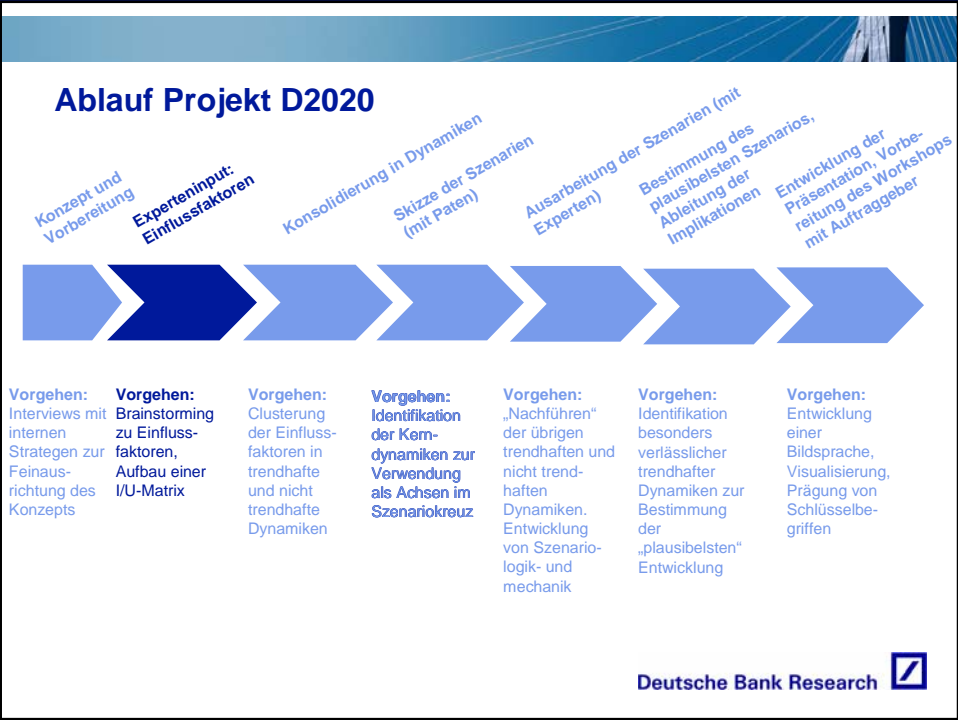 Ablauf Projekt D2020
Konzept und
Vorbereitung
Experteninput:
Einflussfaktoren
Konsolidierung in Dynamiken
Skizze der Szenarien
(mit Paten)
Ausarbeitung der Szenarien (mit
Experten)
Bestimmung des
plausibelsten Szenarios,
Ableitung der
Implikationen
Entwicklung der
Präsentation, Vorbe-
reitung des Workshops
mit Auftraggeber
Vorgehen:
Interviews mit
internen
Strategen zur
Feinaus-
richtung des
Konzepts
Vorgehen:
Brainstorming
zu Einfluss-
faktoren,
Aufbau einer
I/U-Matrix
Vorgehen:
Clusterung
der Einfluss-
faktoren in
trendhafte
und nicht
trendhafte
Dynamiken
Vorgehen:
Identifikation
der Kern-
dynamiken zur
Verwendung
als Achsen im
Szenariokreuz
Vorgehen:
„Nachführen“
der übrigen
trendhaften und
nicht trend-
haften
Dynamiken.
Entwicklung
von Szenario-
logik- und
mechanik
Vorgehen:
Identifikation
besonders
verlässlicher
trendhafter
Dynamiken zur
Bestimmung
der
„plausibelsten“
Entwicklung
Vorgehen:
Entwicklung
einer
Bildsprache,
Visualisierung,
Prägung von
Schlüsselbe-
griffen
Deutsche Bank Research